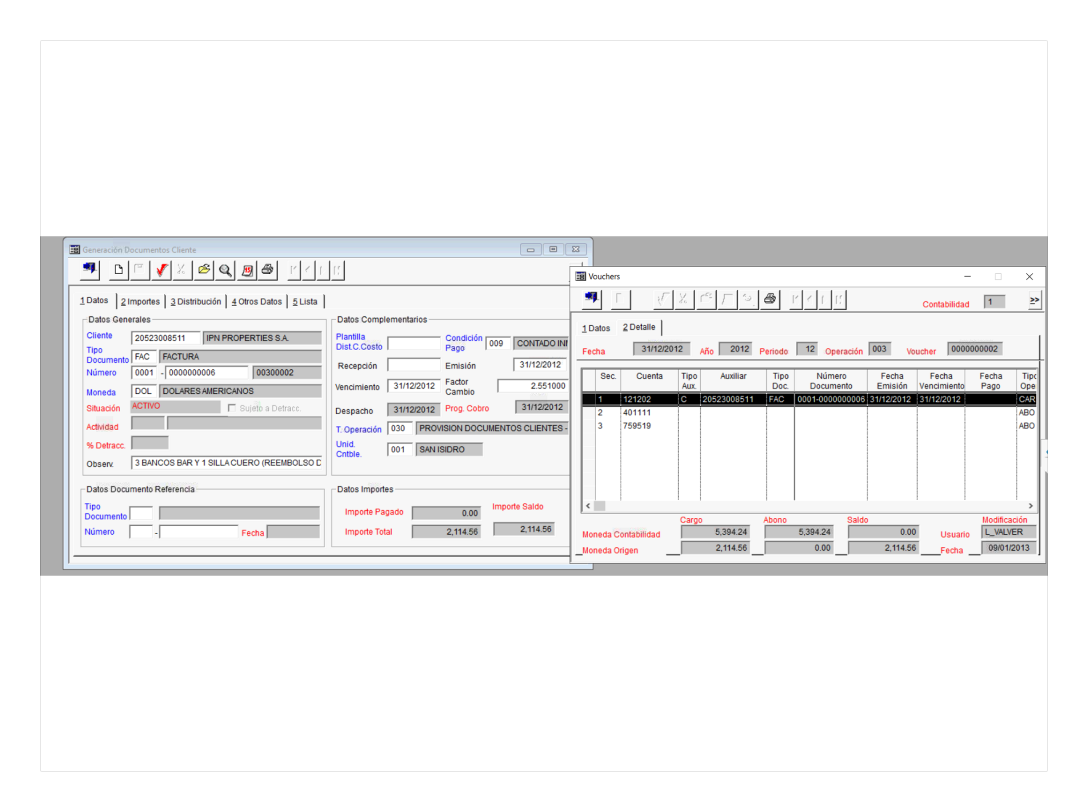 Generación Documentos Cliente
1 Datos 2 Importes 3 Distribución 4 Otros Datos 5 Lista
Datos Generales
Cliente 20523008511 IPN PROPERTIES S.A.
Tipo Documento FAC FACTURA
Número 0001 - 0000000006 00300002
Moneda DOL DOLARES AMERICANOS
Situación ACTIVO Sujeto a Detracc.
Actividad
% Detracc.
Observ. 3 BANCOS BAR Y 1 SILLA CUERO (REEMBOLSO D
Datos Complementarios
Plantilla Dist.C.Costo Condición Pago 009 CONTADO INM
Recepción Emisión 31/12/2012
Vencimiento 31/12/2012 Factor Cambio 2.551000
Despacho 31/12/2012 Prog. Cobro 31/12/2012
T. Operación 030 PROVISION DOCUMENTOS CLIENTES -
Unid. Cntble. 001 SAN ISIDRO
Datos Documento Referencia
Tipo Documento
Número - Fecha
Datos Importes
Importe Pagado 0.00 Importe Saldo
Importe Total 2,114.56 2,114.56
Vouchers
Contabilidad 1 >>
1 Datos 2 Detalle
Fecha 31/12/2012 Año 2012 Periodo 12 Operación 003 Voucher 0000000002
Sec. Cuenta Tipo Aux. Auxiliar Tipo Doc. Número Documento Fecha Emisión Fecha Vencimiento Fecha Pago Tipo Ope
1 121202 C 20523008511 FAC 0001-0000000006 31/12/2012 31/12/2012 CAR
2 401111 ABO
3 759519 ABO
Cargo Abono Saldo Modificación
Moneda Contabilidad 5,394.24 5,394.24 0.00 Usuario L_VALVER
Moneda Origen 2,114.56 0.00 2,114.56 Fecha 09/01/2013